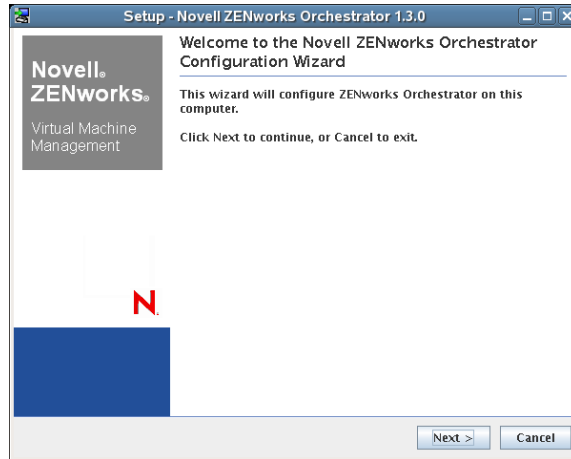 Setup - Novell ZENworks Orchestrator 1.3.0
Novell®
ZENworks®
Virtual Machine
Management
Welcome to the Novell ZENworks Orchestrator
Configuration Wizard
This wizard will configure ZENworks Orchestrator on this
computer.
Click Next to continue, or Cancel to exit.
N
Next >
Cancel